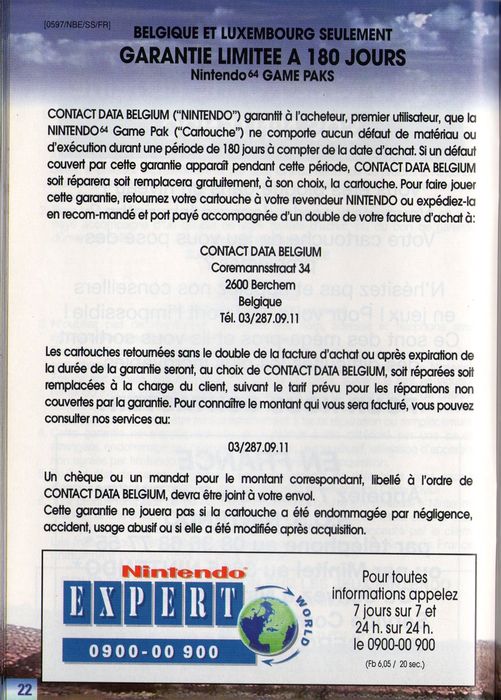 [0597/NBE/SS/FR]
BELGIQUE ET LUXEMBOURG SEULEMENT
GARANTIE LIMITEE A 180 JOURS
Nintendo⁶⁴ GAME PAKS
CONTACT DATA BELGIUM ("NINTENDO") garantit à l'acheteur, premier utilisateur, que la
NINTENDO⁶⁴ Game Pak ("Cartouche") ne comporte aucun défaut de matériau ou
d'exécution durant une période de 180 jours à compter de la date d'achat. Si un défaut
couvert par cette garantie apparaît pendant cette période, CONTACT DATA BELGIUM
soit réparera soit remplacera gratuitement, à son choix, la cartouche. Pour faire jouer
cette garantie, retournez votre cartouche à votre revendeur NINTENDO ou expédiez-la
en recom-mandé et port payé accompagnée d'un double de votre facture d'achat à:
CONTACT DATA BELGIUM
Coremannsstraat 34
2600 Berchem
Belgique
Tél. 03/287.09.11
Les cartouches retournées sans le double de la facture d'achat ou après expiration de
la durée de la garantie seront, au choix de CONTACT DATA BELGIUM, soit réparées soit
remplacées à la charge du client, suivant le tarif prévu pour les réparations non
couvertes par la garantie. Pour connaître le montant qui vous sera facturé, vous pouvez
consulter nos services au:
03/287.09.11
Un chèque ou un mandat pour le montant correspondant, libellé à l'ordre de
CONTACT DATA BELGIUM, devra être joint à votre envol.
Cette garantie ne jouera pas si la cartouche a été endommagée par négligence,
accident, usage abusif ou si elle a été modifiée après acquisition.
Nintendo
EXPERT
WORLD
0900-00 900
Pour toutes
informations appelez
7 jours sur 7 et
24 h. sur 24 h.
le 0900-00 900
(Fb 6,05 / 20 sec.)
22